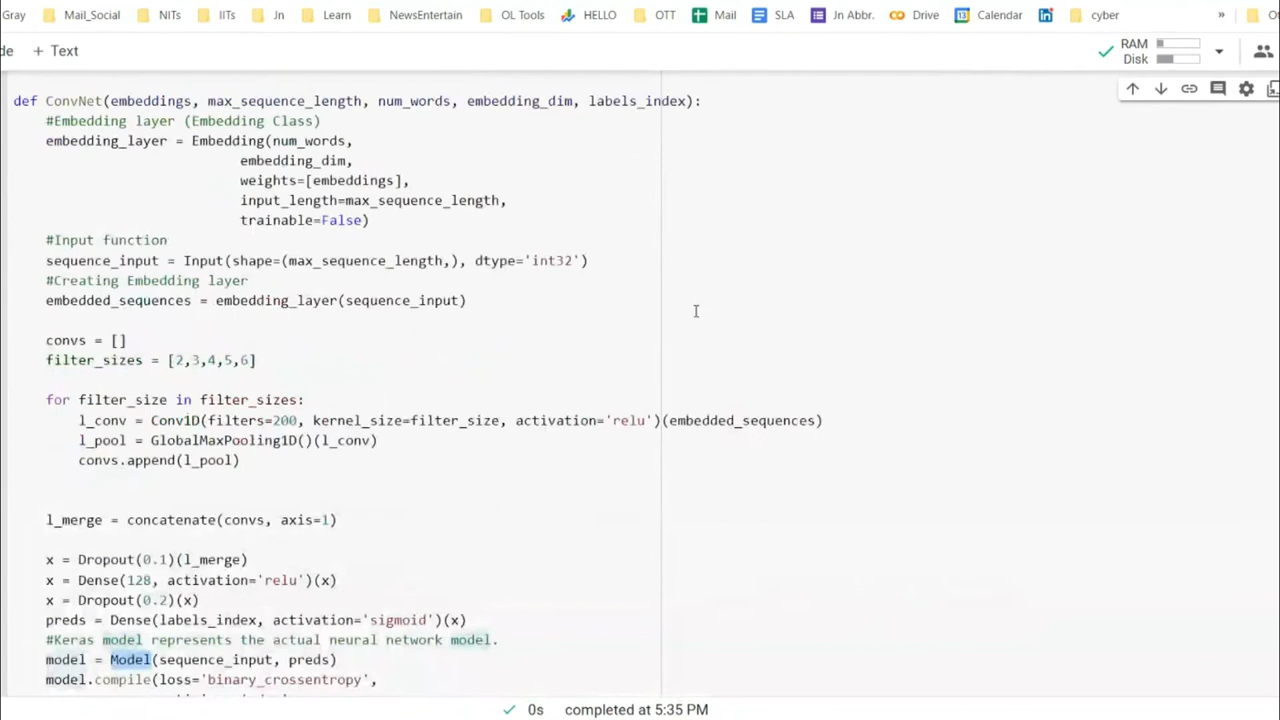 Gray Mail_Social NITs IITs Jn Learn NewsEntertain OL Tools HELLO OTT Mail SLA Jn Abbr. Drive Calendar cyber »
de + Text RAM
Disk
def ConvNet(embeddings, max_sequence_length, num_words, embedding_dim, labels_index):
#Embedding layer (Embedding Class)
embedding_layer = Embedding(num_words,
embedding_dim,
weights=[embeddings],
input_length=max_sequence_length,
trainable=False)
#Input function
sequence_input = Input(shape=(max_sequence_length,), dtype='int32')
#Creating Embedding layer
embedded_sequences = embedding_layer(sequence_input)
convs = []
filter_sizes = [2,3,4,5,6]
for filter_size in filter_sizes:
l_conv = Conv1D(filters=200, kernel_size=filter_size, activation='relu')(embedded_sequences)
l_pool = GlobalMaxPooling1D()(l_conv)
convs.append(l_pool)
l_merge = concatenate(convs, axis=1)
x = Dropout(0.1)(l_merge)
x = Dense(128, activation='relu')(x)
x = Dropout(0.2)(x)
preds = Dense(labels_index, activation='sigmoid')(x)
#Keras model represents the actual neural network model.
model = Model(sequence_input, preds)
model.compile(loss='binary_crossentropy',
0s completed at 5:35 PM